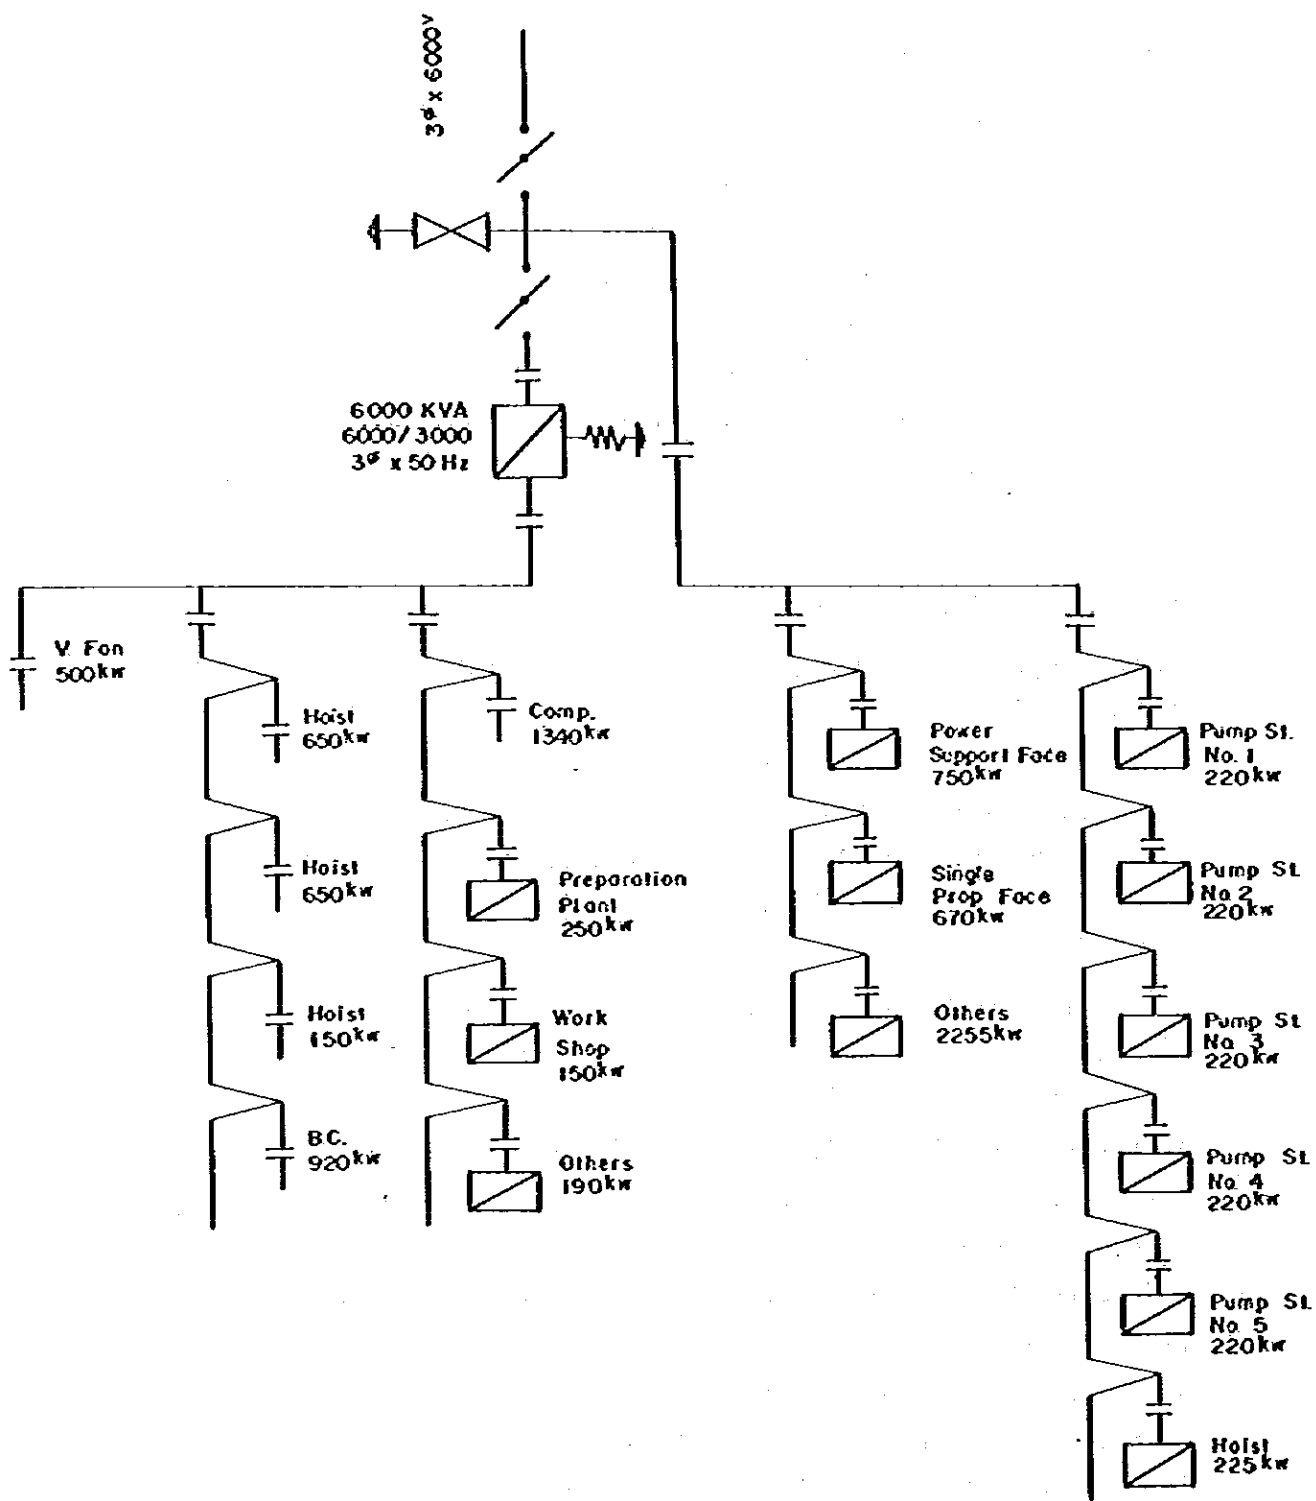 3ø x 6000V
6000 KVA
6000/3000
3ø x 50 Hz
V. Fan
500kw
Hoist
650kw
Hoist
650kw
Hoist
150kw
B.C.
920kw
Comp.
1340kw
Preparation
Plant
250kw
Work
Shop
150kw
Others
190kw
Power
Support Face
750kw
Single
Prop Face
670kw
Others
2255kw
Pump St.
No. 1
220kw
Pump St.
No. 2
220kw
Pump St.
No. 3
220kw
Pump St.
No. 4
220kw
Pump St.
No. 5
220kw
Hoist
225kw